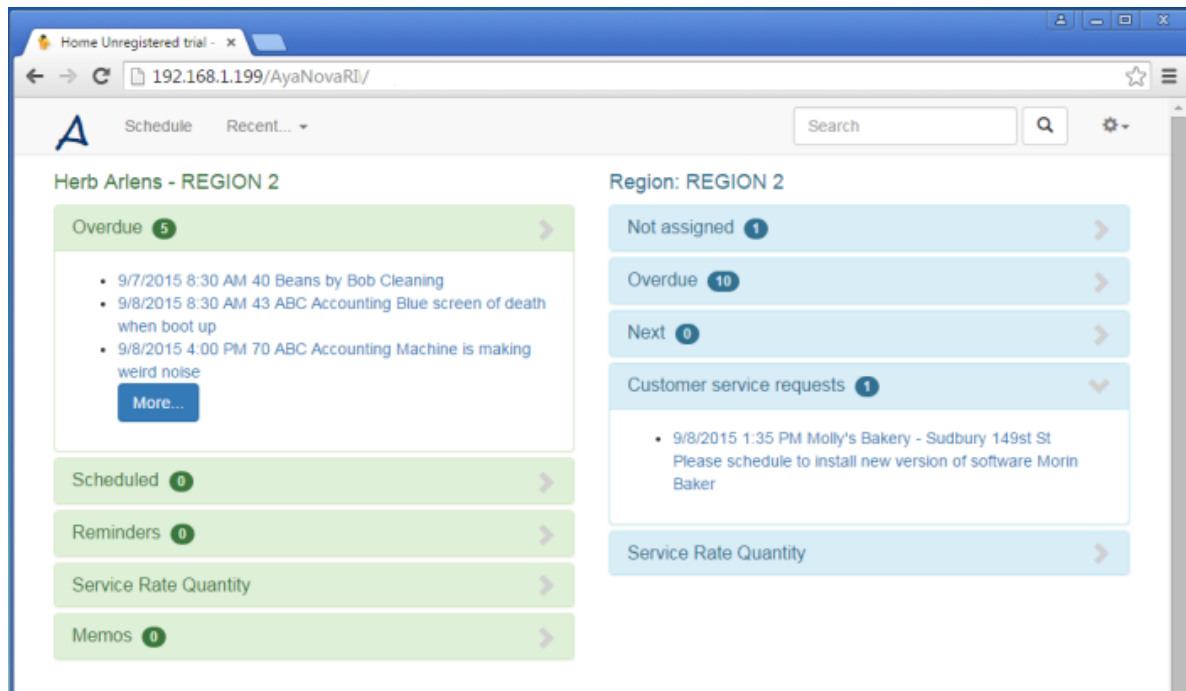 Home Unregistered trial -
192.168.1.199/AyaNovaRI/
Schedule Recent...
Search
Herb Arlens - REGION 2
Overdue 5
9/7/2015 8:30 AM 40 Beans by Bob Cleaning
9/8/2015 8:30 AM 43 ABC Accounting Blue screen of death
when boot up
9/8/2015 4:00 PM 70 ABC Accounting Machine is making
weird noise
More...
Scheduled 0
Reminders 0
Service Rate Quantity
Memos 0
Region: REGION 2
Not assigned 1
Overdue 10
Next 0
Customer service requests 1
9/8/2015 1:35 PM Molly's Bakery - Sudbury 149st St
Please schedule to install new version of software Morin
Baker
Service Rate Quantity